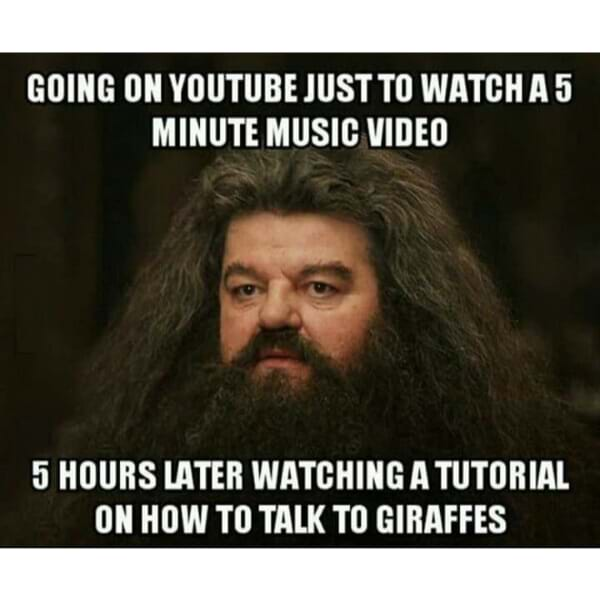 GOING ON YOUTUBE JUST TO WATCH A 5
MINUTE MUSIC VIDEO
5 HOURS LATER WATCHING A TUTORIAL
ON HOW TO TALK TO GIRAFFES